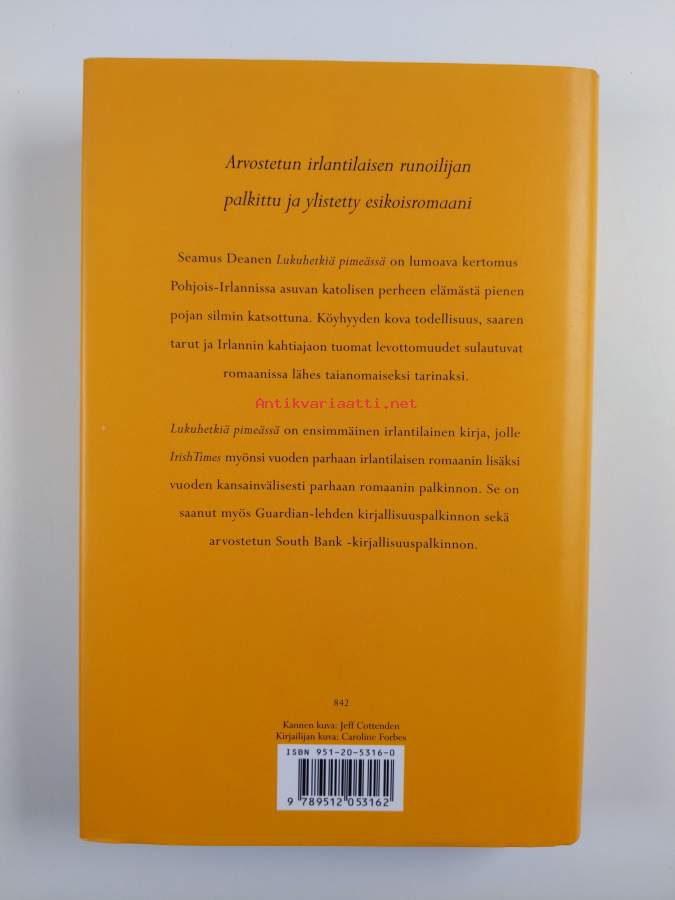 Arvostetun irlantilaisen runoilijan
palkittu ja ylistetty esikoisromaani
Seamus Deanen Lukuhetkiä pimeässä on lumoava kertomus
Pohjois-Irlannissa asuvan katolisen perheen elämästä pienen
pojan silmin katsottuna. Köyhyyden kova todellisuus, saaren
tarut ja Irlannin kahtiajaon tuomat levottomuudet sulautuvat
romaanissa lähes taianomaiseksi tarinaksi.
Antikvariaatti.net
Lukuhetkiä pimeässä on ensimmäinen irlantilainen kirja, jolle
Irish Times myönsi vuoden parhaan irlantilaisen romaanin lisäksi
vuoden kansainvälisesti parhaan romaanin palkinnon. Se on
saanut myös Guardian-lehden kirjallisuuspalkinnon sekä
arvostetun South Bank -kirjallisuuspalkinnon.
842
Kannen kuva: Jeff Cottenden
Kirjailijan kuva: Caroline Forbes
ISBN 951-20-5316-0
9 789512 053162